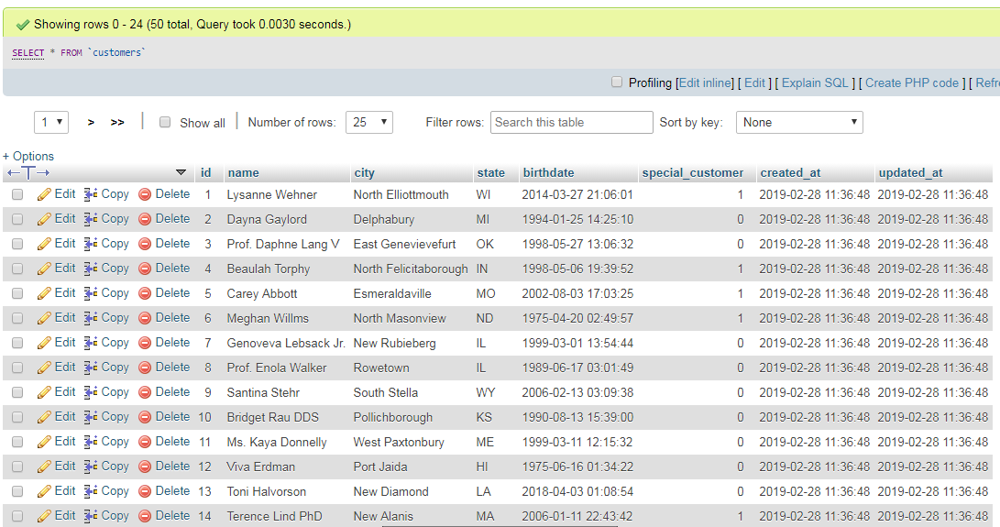 Showing rows 0 - 24 (50 total, Query took 0.0030 seconds.)
SELECT * FROM `customers`
Profiling [Edit inline] [ Edit ] [ Explain SQL ] [ Create PHP code ] [ Refre
1 > >> | Show all | Number of rows: 25 Filter rows: Search this table Sort by key: None
+ Options
←T→ id name city state birthdate special_customer created_at updated_at
Edit Copy Delete 1 Lysanne Wehner North Elliottmouth WI 2014-03-27 21:06:01 1 2019-02-28 11:36:48 2019-02-28 11:36:48
Edit Copy Delete 2 Dayna Gaylord Delphabury MI 1994-01-25 14:25:10 0 2019-02-28 11:36:48 2019-02-28 11:36:48
Edit Copy Delete 3 Prof. Daphne Lang V East Genevievefurt OK 1998-05-27 13:06:32 0 2019-02-28 11:36:48 2019-02-28 11:36:48
Edit Copy Delete 4 Beaulah Torphy North Felicitaborough IN 1998-05-06 19:39:52 1 2019-02-28 11:36:48 2019-02-28 11:36:48
Edit Copy Delete 5 Carey Abbott Esmeraldaville MO 2002-08-03 17:03:25 1 2019-02-28 11:36:48 2019-02-28 11:36:48
Edit Copy Delete 6 Meghan Willms North Masonview ND 1975-04-20 02:49:57 1 2019-02-28 11:36:48 2019-02-28 11:36:48
Edit Copy Delete 7 Genoveva Lebsack Jr. New Rubieberg IL 1999-03-01 13:54:44 0 2019-02-28 11:36:48 2019-02-28 11:36:48
Edit Copy Delete 8 Prof. Enola Walker Rowetown IL 1989-06-17 03:01:49 0 2019-02-28 11:36:48 2019-02-28 11:36:48
Edit Copy Delete 9 Santina Stehr South Stella WY 2006-02-13 03:09:38 0 2019-02-28 11:36:48 2019-02-28 11:36:48
Edit Copy Delete 10 Bridget Rau DDS Pollichborough KS 1990-08-13 15:39:00 0 2019-02-28 11:36:48 2019-02-28 11:36:48
Edit Copy Delete 11 Ms. Kaya Donnelly West Paxtonbury ME 1999-03-11 12:15:32 0 2019-02-28 11:36:48 2019-02-28 11:36:48
Edit Copy Delete 12 Viva Erdman Port Jaida HI 1975-06-16 01:34:22 0 2019-02-28 11:36:48 2019-02-28 11:36:48
Edit Copy Delete 13 Toni Halvorson New Diamond LA 2018-04-03 01:08:54 0 2019-02-28 11:36:48 2019-02-28 11:36:48
Edit Copy Delete 14 Terence Lind PhD New Alanis MA 2006-01-11 22:43:42 1 2019-02-28 11:36:48 2019-02-28 11:36:48